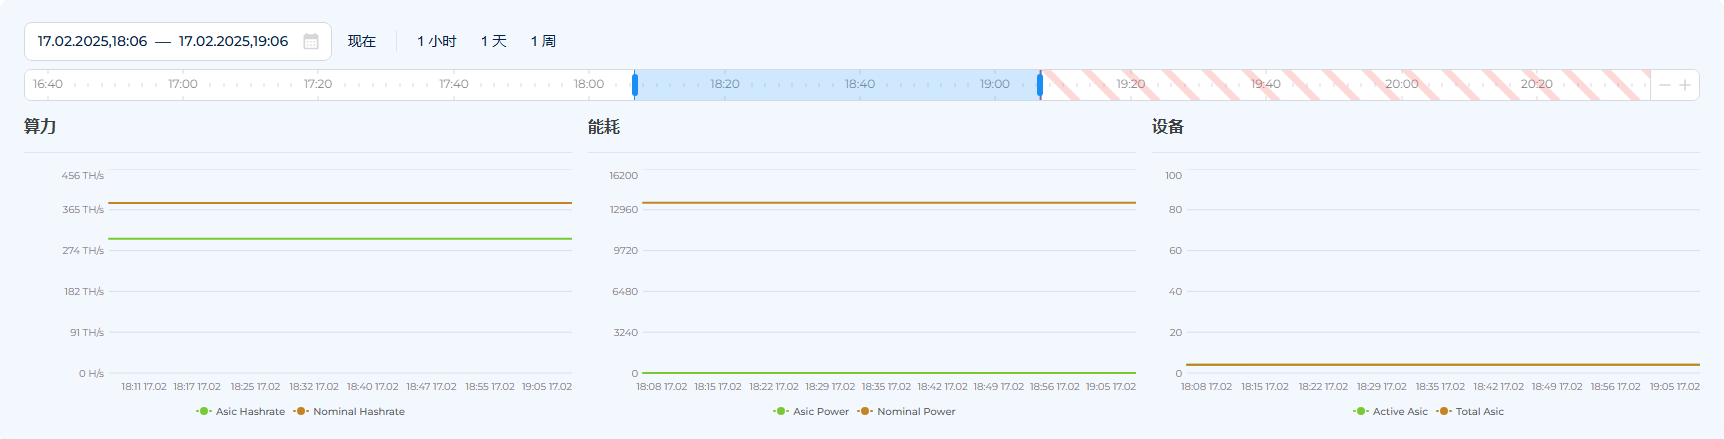 17.02.2025,18:06 — 17.02.2025,19:06 现在 1 小时 1 天 1 周
16:40 17:00 17:20 17:40 18:00 18:20 18:40 19:00 19:20 19:40 20:00 20:20
算力
456 TH/s
365 TH/s
274 TH/s
182 TH/s
91 TH/s
0 H/s
18:11 17.02 18:17 17.02 18:25 17.02 18:32 17.02 18:40 17.02 18:47 17.02 18:55 17.02 19:05 17.02
Asic Hashrate Nominal Hashrate
能耗
16200
12960
9720
6480
3240
0
18:08 17.02 18:15 17.02 18:22 17.02 18:29 17.02 18:35 17.02 18:42 17.02 18:49 17.02 18:56 17.02 19:05 17.02
Asic Power Nominal Power
设备
100
80
60
40
20
0
18:08 17.02 18:15 17.02 18:22 17.02 18:29 17.02 18:35 17.02 18:42 17.02 18:49 17.02 18:56 17.02 19:05 17.02
Active Asic Total Asic